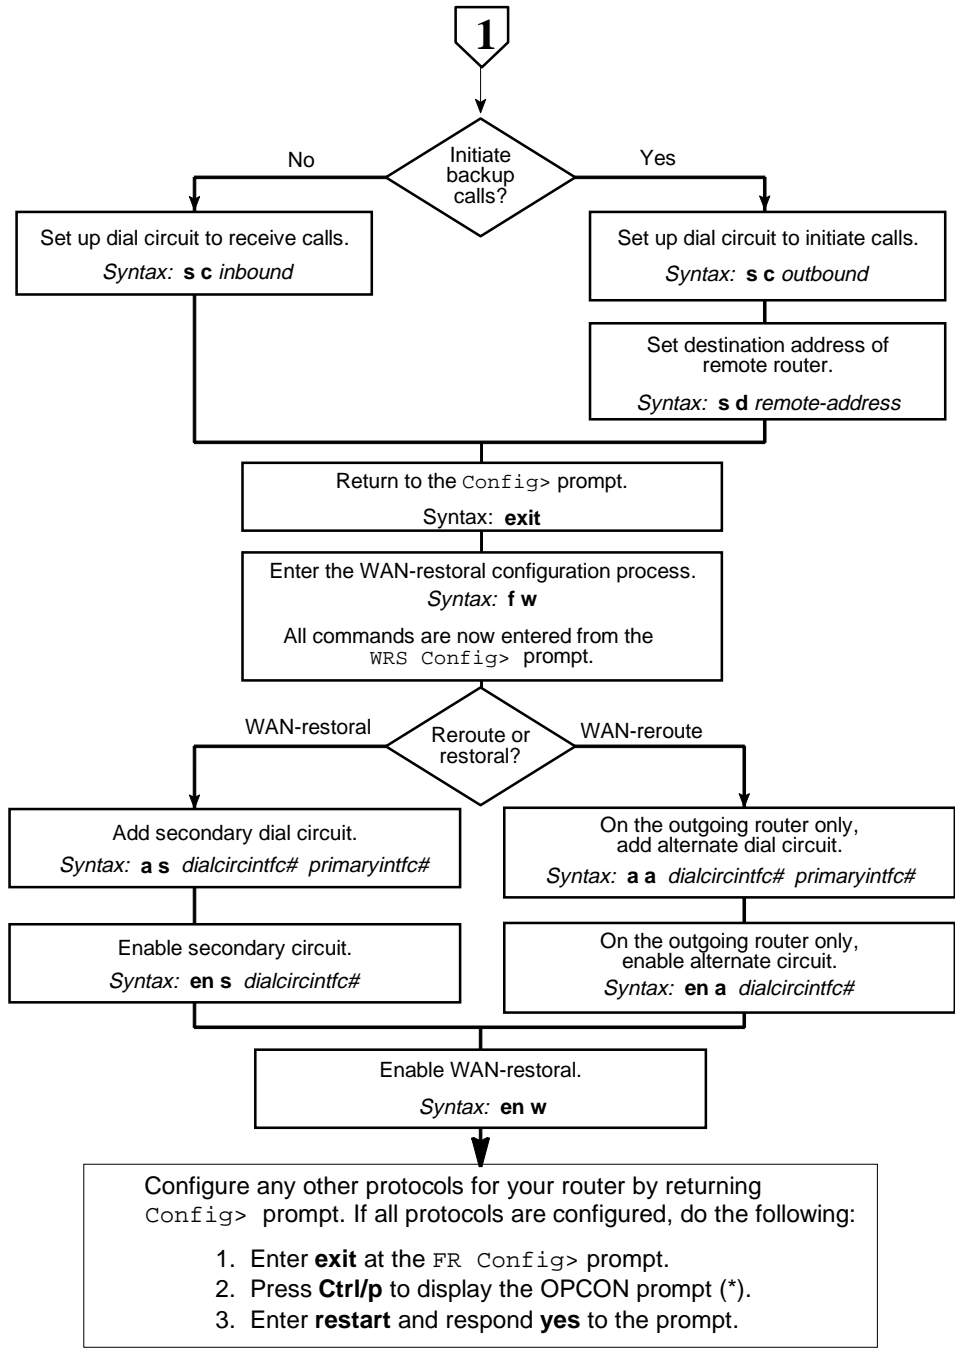 1
Initiate
backup
calls?
No
Yes
Set up dial circuit to receive calls.
Syntax: s c inbound
Set up dial circuit to initiate calls.
Syntax: s c outbound
Set destination address of
remote router.
Syntax: s d remote-address
Return to the Config> prompt.
Syntax: exit
Enter the WAN-restoral configuration process.
Syntax: f w
All commands are now entered from the
WRS Config> prompt.
Reroute or
restoral?
WAN-restoral
WAN-reroute
Add secondary dial circuit.
Syntax: a s dialcircintfc# primaryintfc#
On the outgoing router only,
add alternate dial circuit.
Syntax: a a dialcircintfc# primaryintfc#
Enable secondary circuit.
Syntax: en s dialcircintfc#
On the outgoing router only,
enable alternate circuit.
Syntax: en a dialcircintfc#
Enable WAN-restoral.
Syntax: en w
Configure any other protocols for your router by returning
Config> prompt. If all protocols are configured, do the following:
1. Enter exit at the FR Config> prompt.
2. Press Ctrl/p to display the OPCON prompt (*).
3. Enter restart and respond yes to the prompt.